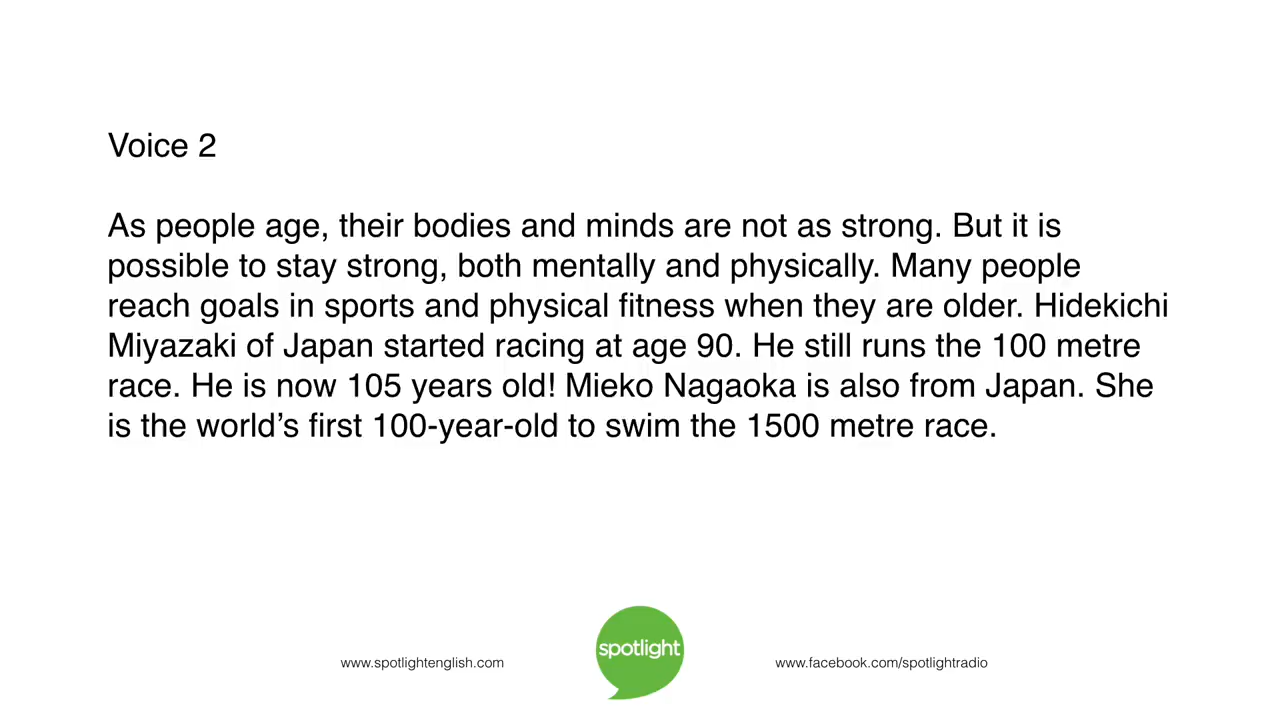 Voice 2
As people age, their bodies and minds are not as strong. But it is
possible to stay strong, both mentally and physically. Many people
reach goals in sports and physical fitness when they are older. Hidekichi
Miyazaki of Japan started racing at age 90. He still runs the 100 metre
race. He is now 105 years old! Mieko Nagaoka is also from Japan. She
is the world’s first 100-year-old to swim the 1500 metre race.
spotlight
www.spotlightenglish.com
www.facebook.com/spotlightradio